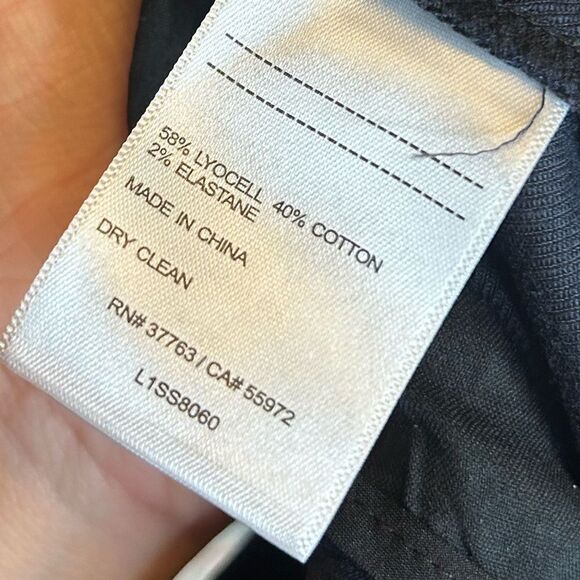 58% LYOCELL 40% COTTON
2% ELASTANE
MADE IN CHINA
DRY CLEAN
RN# 37763 / CA# 55972
L1SS8060